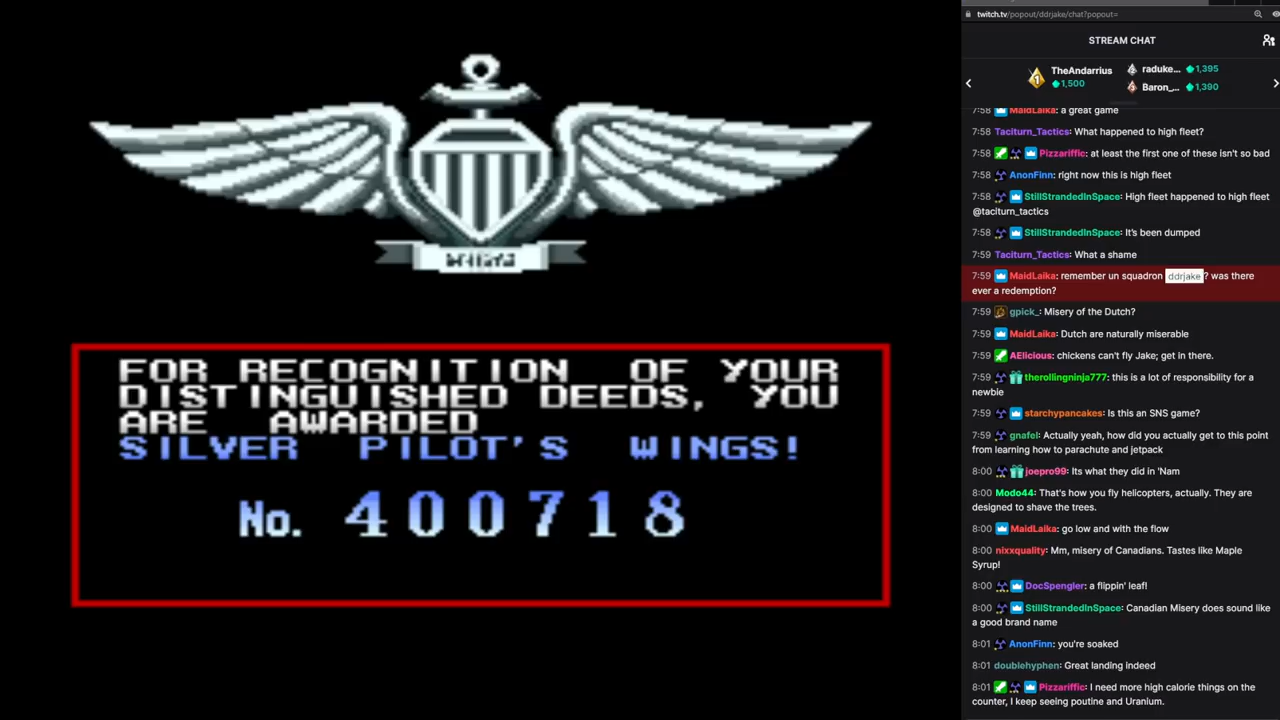 FOR RECOGNITION OF YOUR
DISTINGUISHED DEEDS, YOU
ARE AWARDED
SILVER PILOT'S WINGS!
No. 400718
twitch.tv/popout/ddrjake/chat?popout=
STREAM CHAT
TheAndarrius
1,500
raduke... 1,395
Baron_... 1,390
7:58 MaidLaika: a great game
7:58 Taciturn_Tactics: What happened to high fleet?
7:58 Pizzariffic: at least the first one of these isn't so bad
7:58 AnonFinn: right now this is high fleet
7:58 StillStrandedInSpace: High fleet happened to high fleet
@taciturn_tactics
7:58 StillStrandedInSpace: It's been dumped
7:59 Taciturn_Tactics: What a shame
7:59 MaidLaika: remember un squadron ddrjake ? was there
ever a redemption?
7:59 gpick_: Misery of the Dutch?
7:59 MaidLaika: Dutch are naturally miserable
7:59 AElicious: chickens can't fly Jake; get in there.
7:59 therollingninja777: this is a lot of responsibility for a
newbie
7:59 starchypancakes: Is this an SNS game?
7:59 gnafel: Actually yeah, how did you actually get to this point
from learning how to parachute and jetpack
8:00 joepro99: Its what they did in 'Nam
8:00 Modo44: That's how you fly helicopters, actually. They are
designed to shave the trees.
8:00 MaidLaika: go low and with the flow
8:00 nixxquality: Mm, misery of Canadians. Tastes like Maple
Syrup!
8:00 DocSpengler: a flippin' leaf!
8:00 StillStrandedInSpace: Canadian Misery does sound like
a good brand name
8:01 AnonFinn: you're soaked
8:01 doublehyphen: Great landing indeed
8:01 Pizzariffic: I need more high calorie things on the
counter, I keep seeing poutine and Uranium.